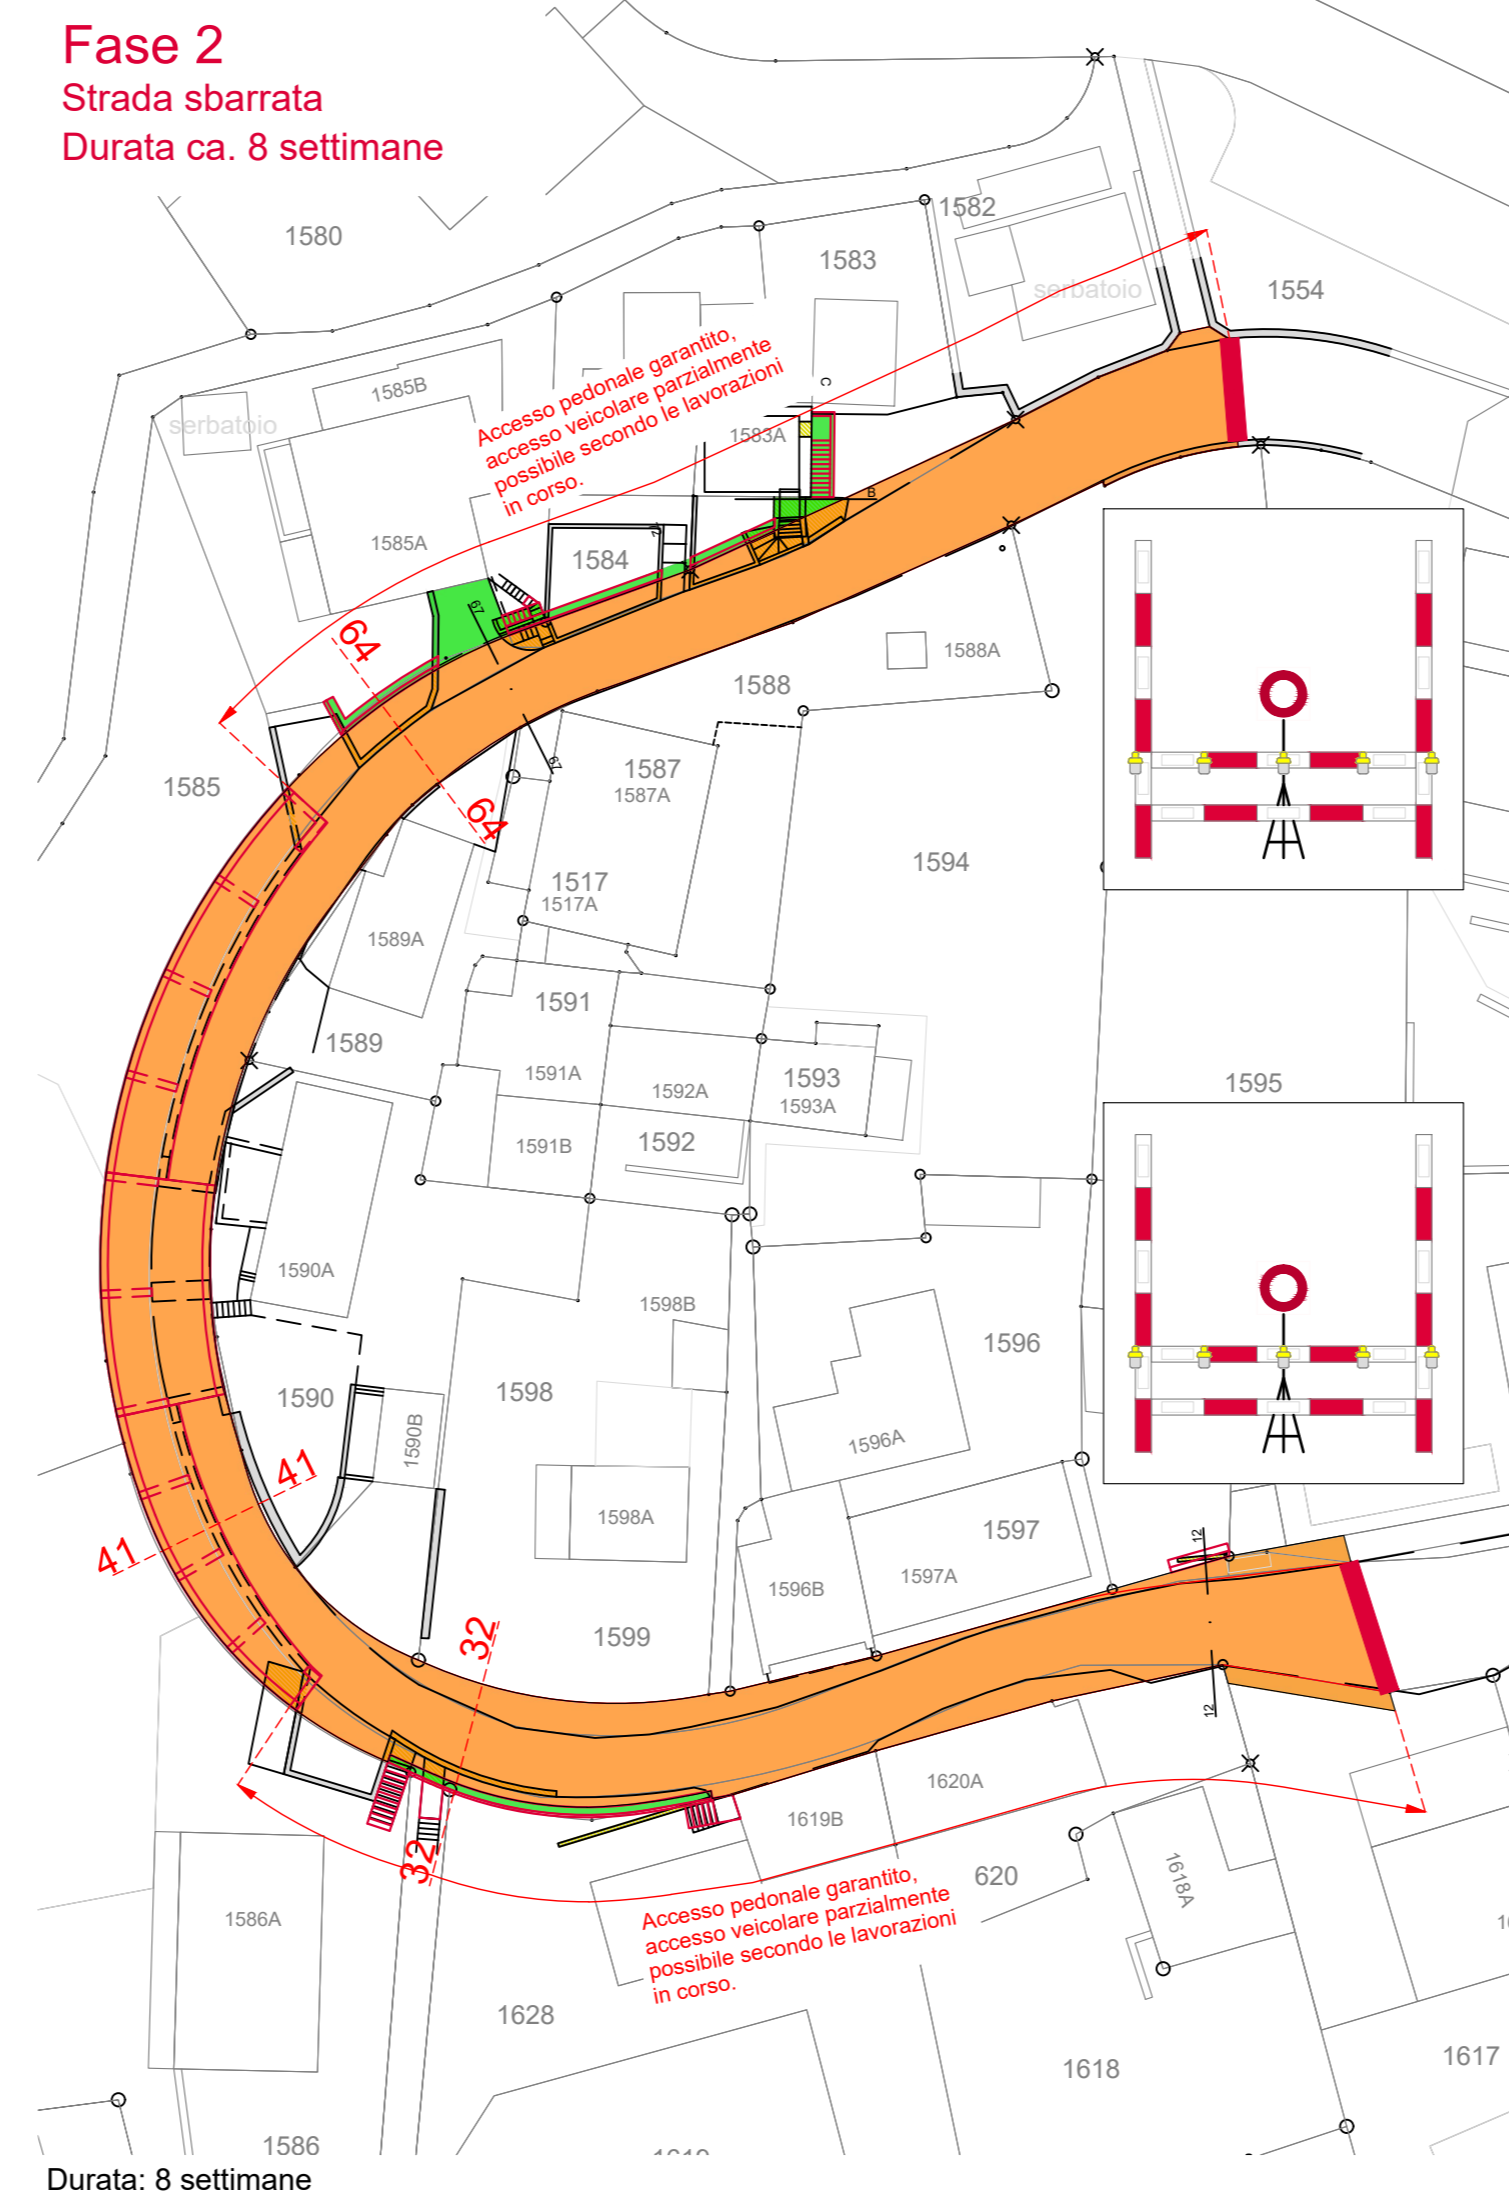 Fase 2
Strada sbarrata
Durata ca. 8 settimane
1580
1582
1583
serbatoio
1554
Accesso pedonale garantito,
accesso veicolare parzialmente
possibile secondo le lavorazioni
in corso.
1585B
serbatoio
C
1583A
B
1585A
1584
67
64
1588A
1588
67
1587
1587A
1585
64
1594
1517
1517A
1589A
1591
1589
1591A
1592A
1593
1593A
1595
1591B
1592
1590A
1598B
1596
1590
1598
1590B
1596A
41
41
1598A
1597
12
1596B
1597A
32
1599
12
1620A
1619B
32
620
1618A
Accesso pedonale garantito,
accesso veicolare parzialmente
possibile secondo le lavorazioni
in corso.
1586A
1628
1618
1617
1586
Durata: 8 settimane